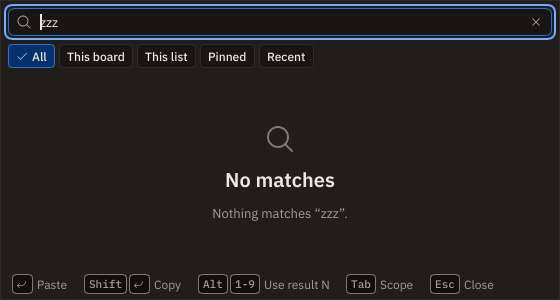 zzz
All This board This list Pinned Recent
No matches
Nothing matches “zzz”.
Paste Shift Copy Alt 1-9 Use result N Tab Scope Esc Close